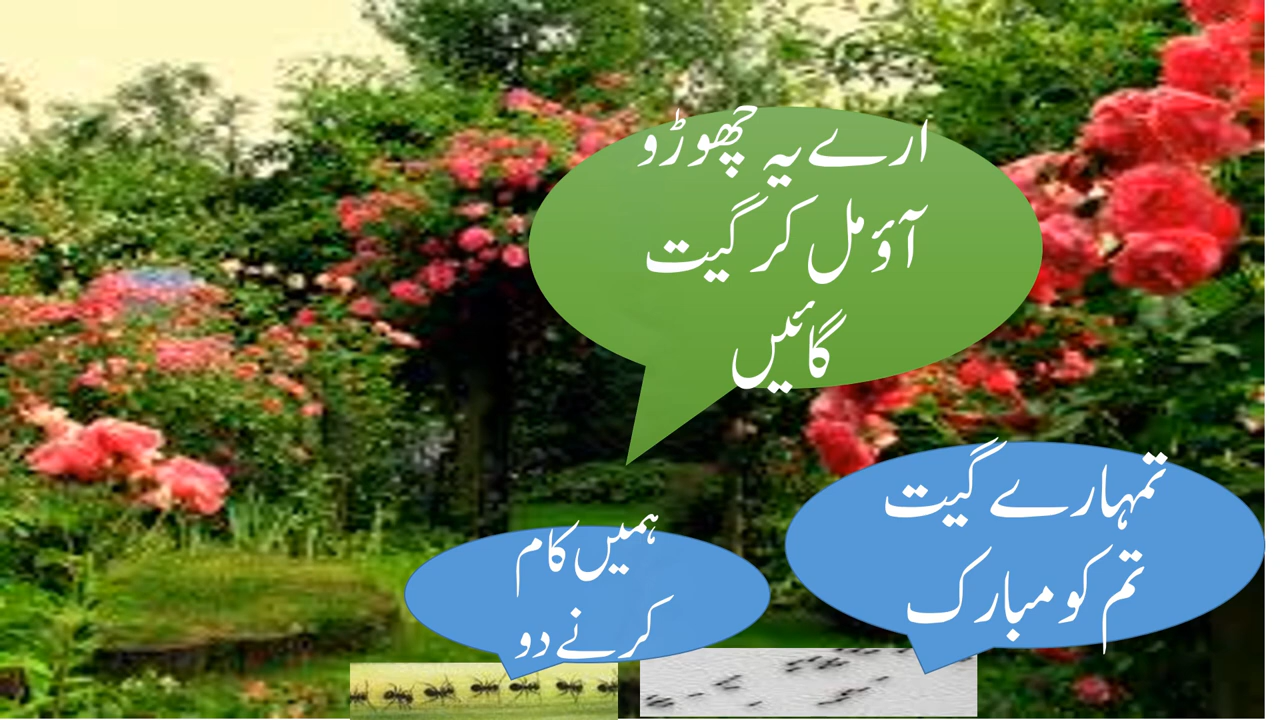 ارے یہ چھوڑو
آؤ مل کر گیت
گائیں
تمہارے گیت
تم کو مبارک
ہمیں کام
کرنے دو